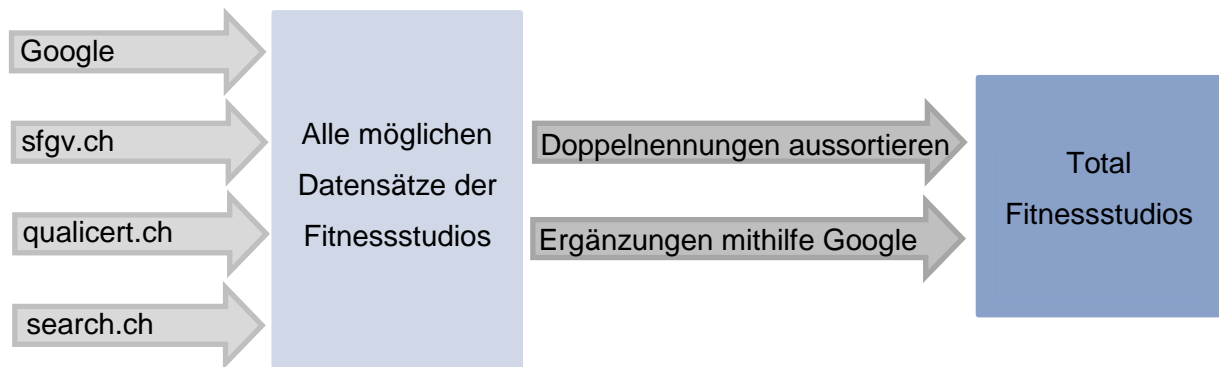 Google
sfgv.ch
qualicert.ch
search.ch
Alle möglichen
Datensätze der
Fitnessstudios
Doppelnennungen aussortieren
Ergänzungen mithilfe Google
Total
Fitnessstudios